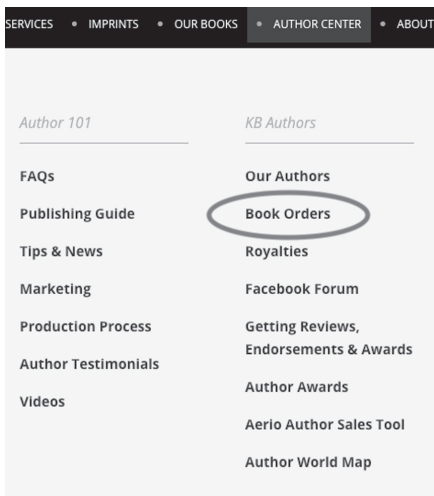 SERVICES • IMPRINTS • OUR BOOKS • AUTHOR CENTER • ABOUT
Author 101
FAQs
Publishing Guide
Tips & News
Marketing
Production Process
Author Testimonials
Videos
KB Authors
Our Authors
Book Orders
Royalties
Facebook Forum
Getting Reviews,
Endorsements & Awards
Author Awards
Aerio Author Sales Tool
Author World Map